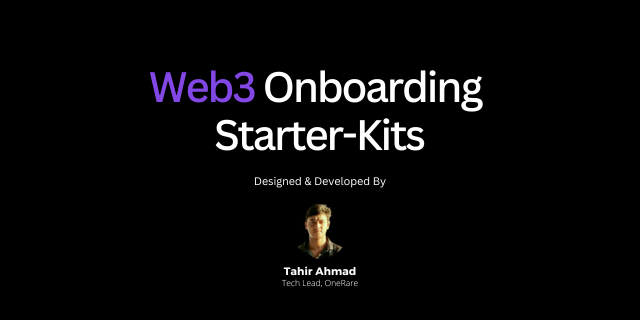 Web3 Onboarding
Starter-Kits
Designed & Developed By
Tahir Ahmad
Tech Lead, OneRare